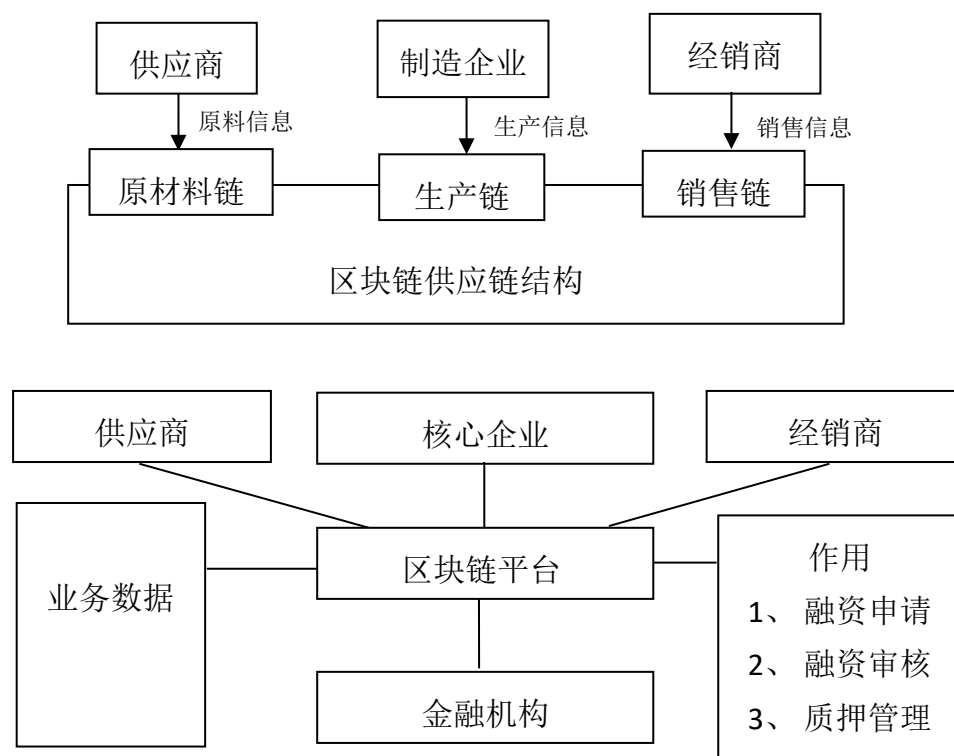 供应商
制造企业
经销商
原料信息
生产信息
销售信息
原材料链
生产链
销售链
区块链供应链结构
供应商
核心企业
经销商
业务数据
区块链平台
作用
1、 融资申请
2、 融资审核
3、 质押管理
金融机构